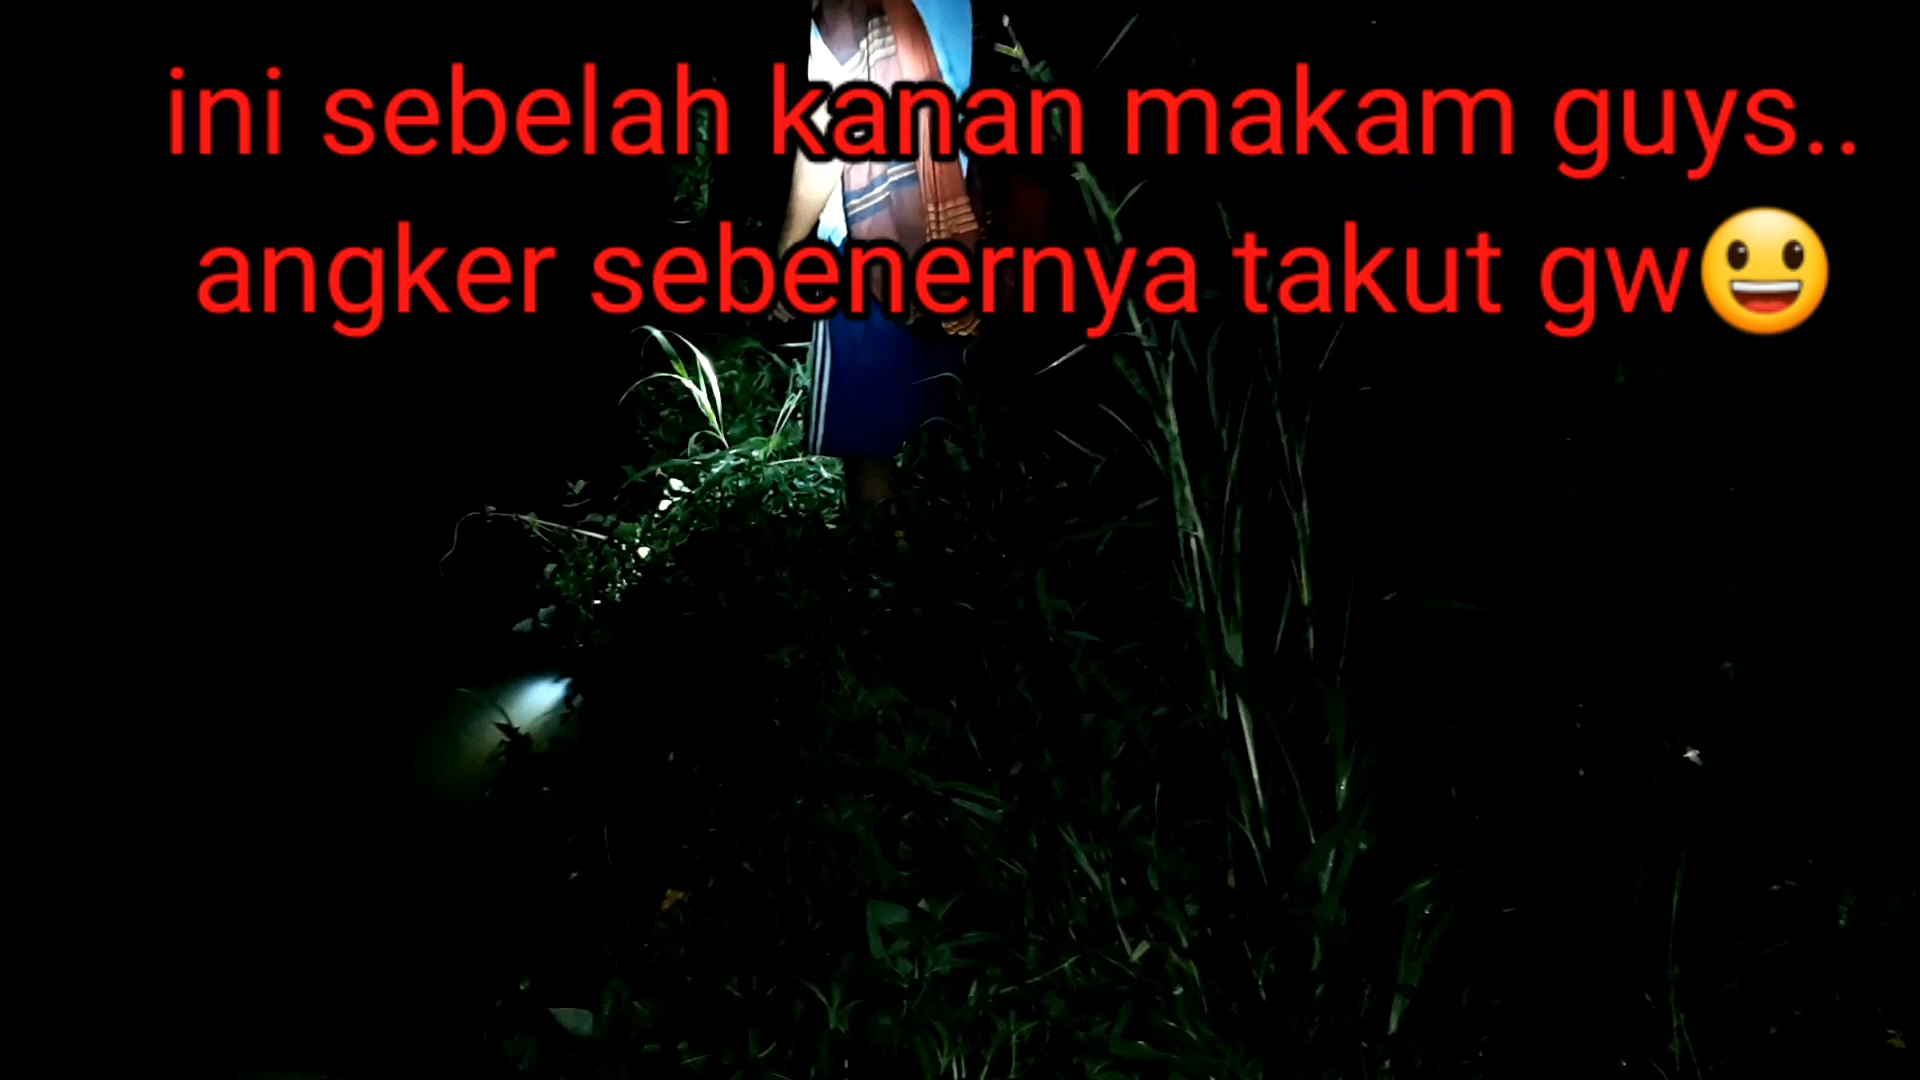 ini sebelah kanan makam guys..
angker sebenernya takut gw😃